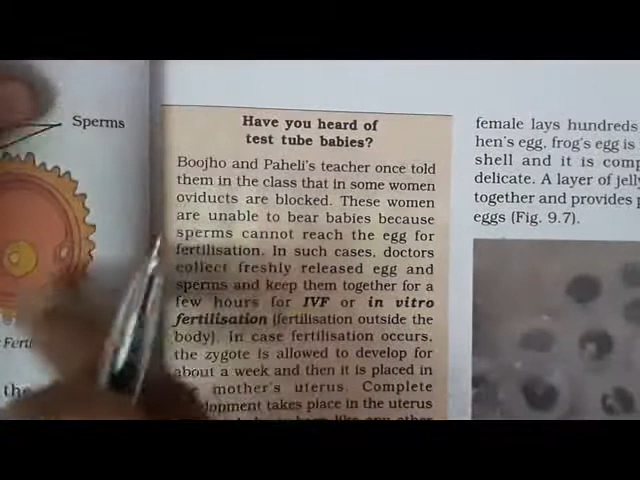 Sperms
Ferti
the
Have you heard of
test tube babies?
Boojho and Paheli's teacher once told
them in the class that in some women
oviducts are blocked. These women
are unable to bear babies because
sperms cannot reach the egg for
fertilisation. In such cases, doctors
collect freshly released egg and
sperms and keep them together for a
few hours for IVF or in vitro
fertilisation (fertilisation outside the
body). In case fertilisation occurs,
the zygote is allowed to develop for
about a week and then it is placed in
mother's uterus. Complete
lopment takes place in the uterus
female lays hundreds
hen's egg, frog's egg is
shell and it is comp
delicate. A layer of jelly
together and provides p
eggs (Fig. 9.7).